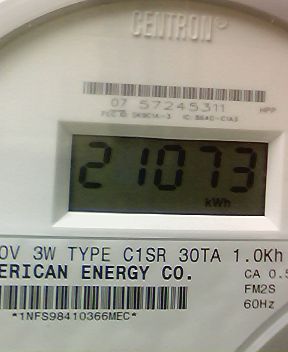 CENTRON®
07 57245311
HPP
21073
kWh
0V 3W TYPE C1SR 30TA 1.0Kh
ERICAN ENERGY CO.
CA 0.5
FM2S
60Hz
*1NFS98410366MEC*